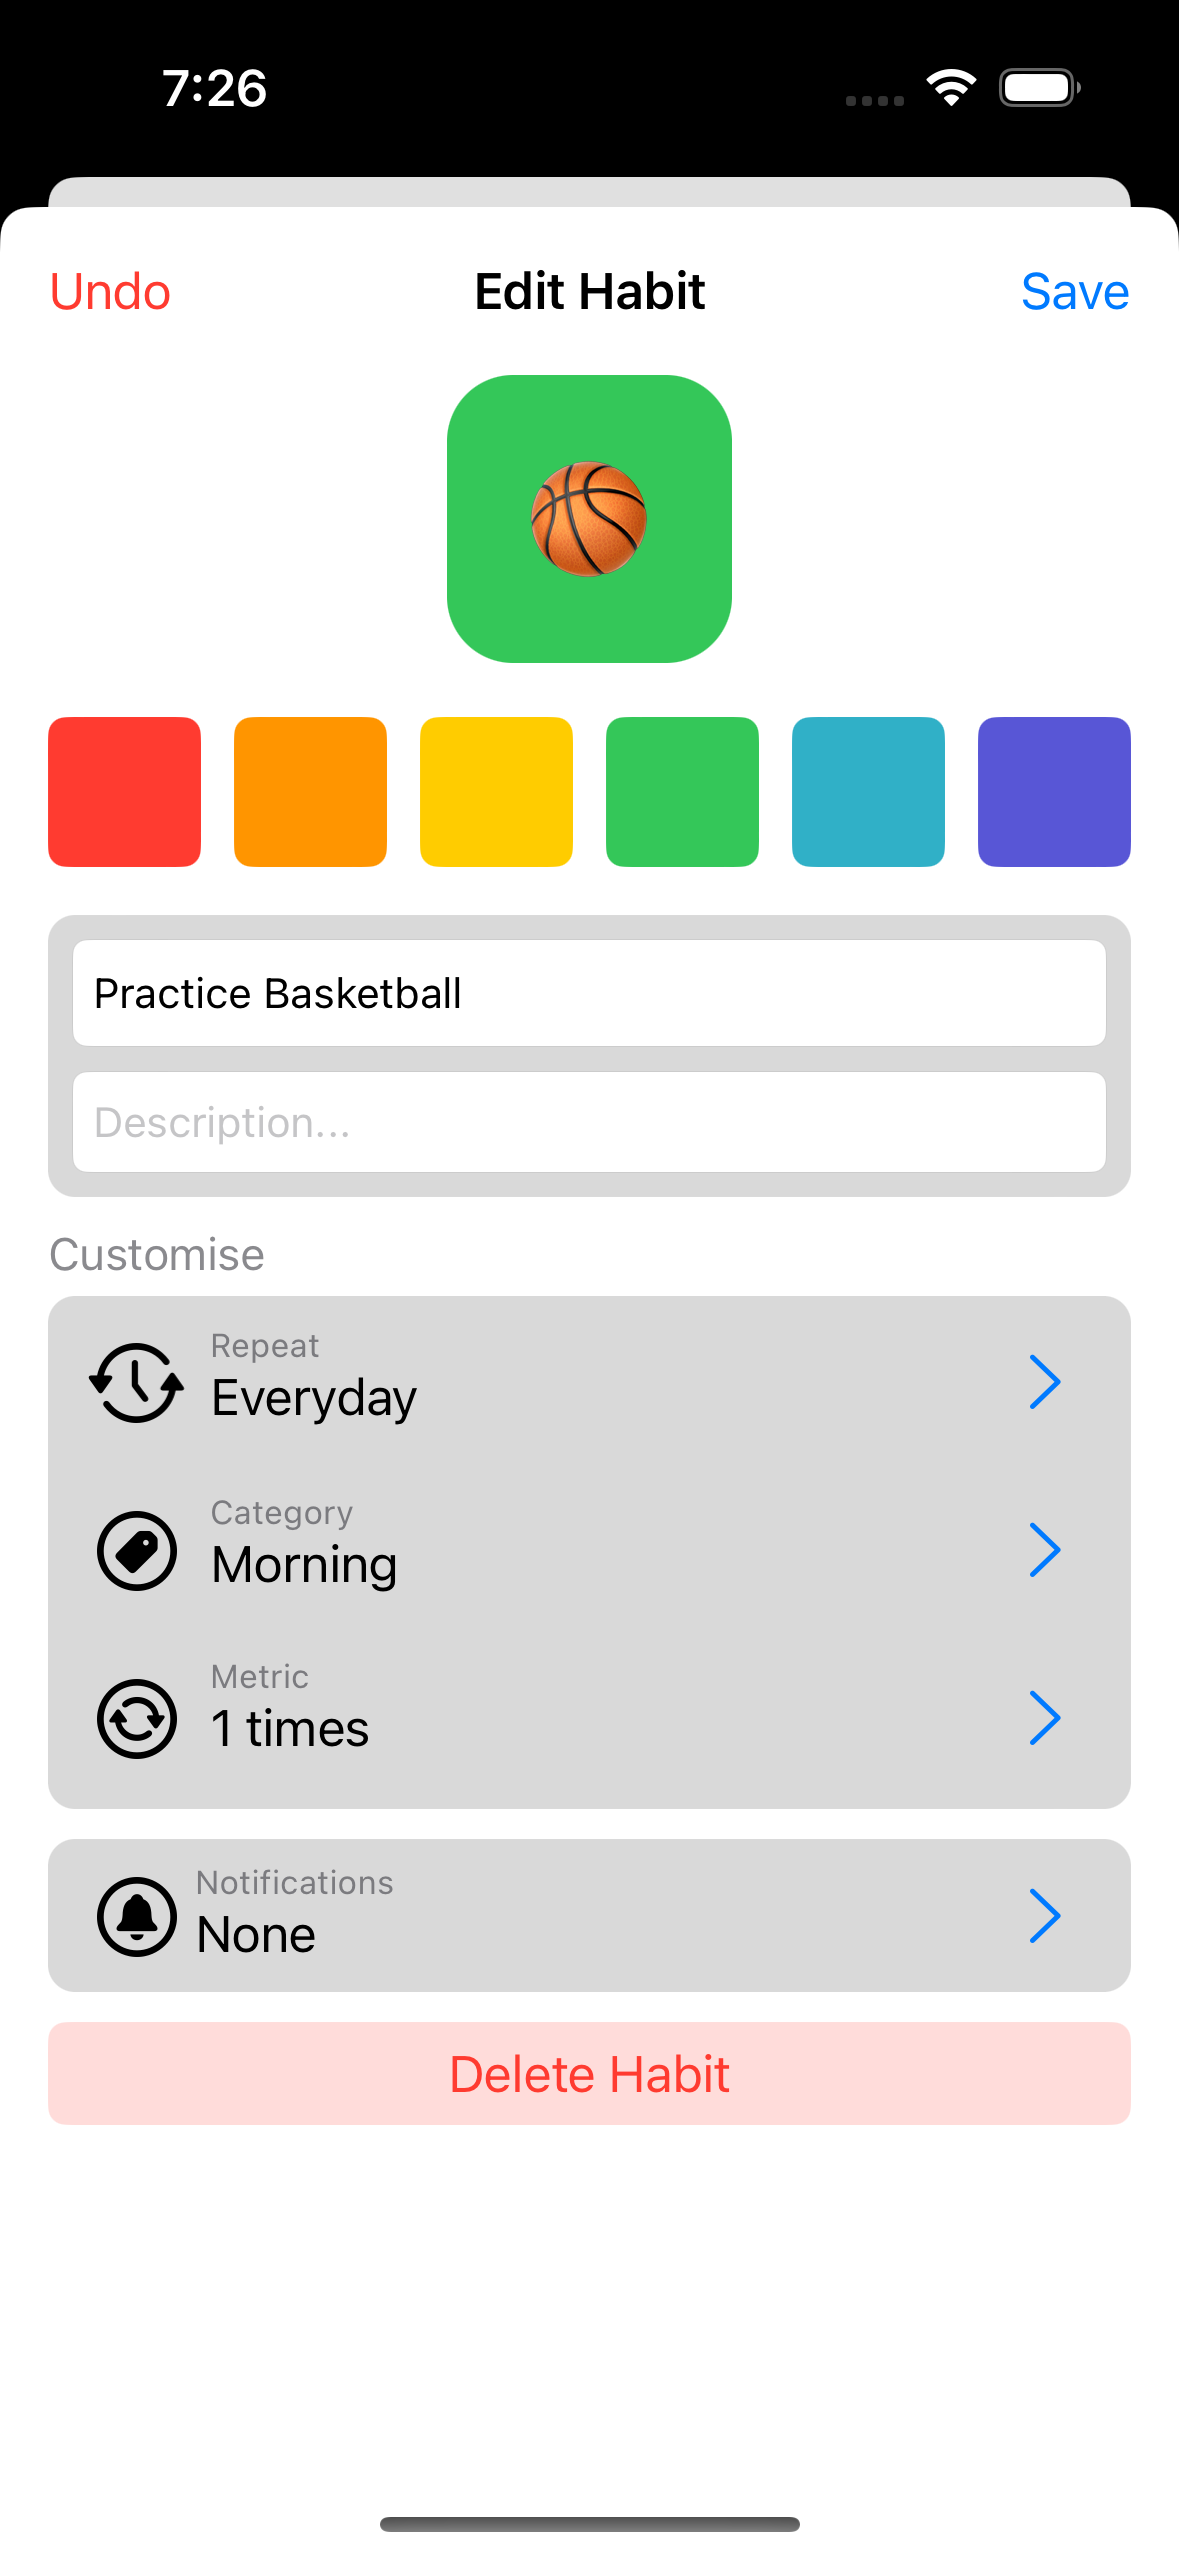 7:26
Undo
Edit Habit
Save
Practice Basketball
Description...
Customise
Repeat
Everyday
Category
Morning
Metric
1 times
Notifications
None
Delete Habit